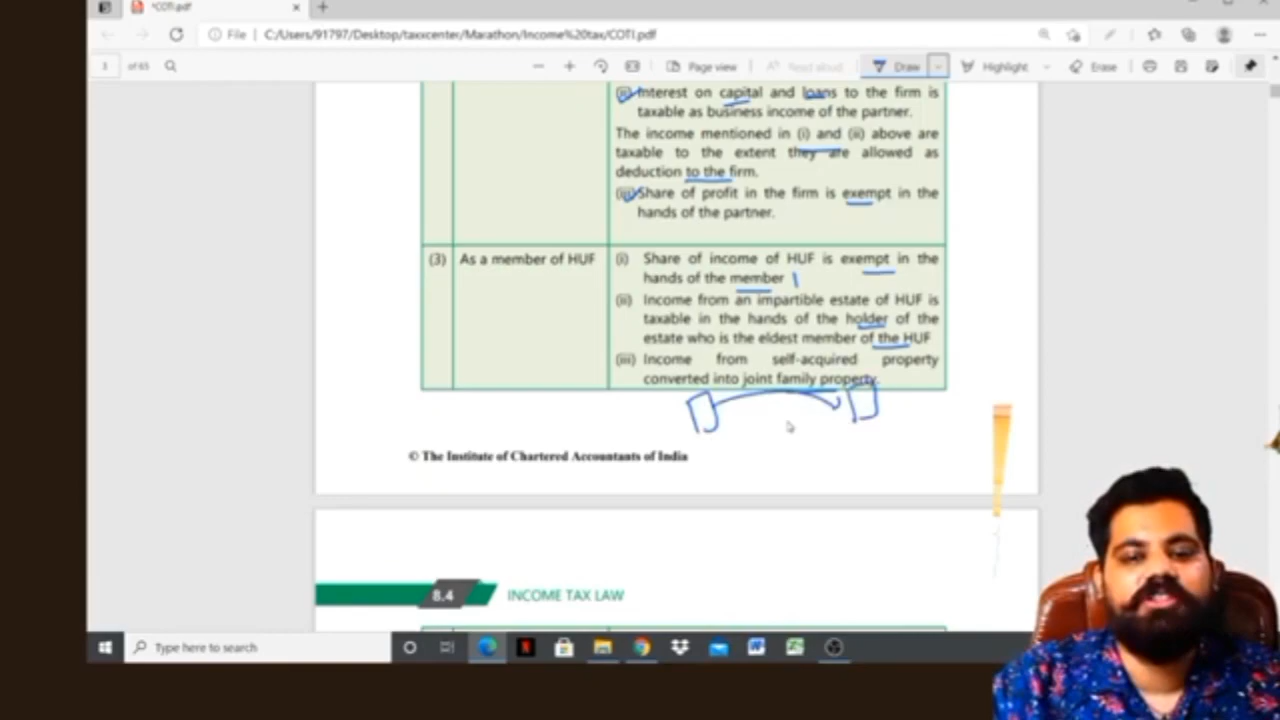 COTI.pdf
File | C:/Users/91797/Desktop/taxxcenter/Marathon/Income%20tax/COTI.pdf
1 of 65 Page view Read aloud Draw Highlight Erase
(ii) Interest on capital and loans to the firm is
taxable as business income of the partner.
The income mentioned in (i) and (ii) above are
taxable to the extent they are allowed as
deduction to the firm.
(iii) Share of profit in the firm is exempt in the
hands of the partner.
(3) As a member of HUF
(i) Share of income of HUF is exempt in the
hands of the member
(ii) Income from an impartible estate of HUF is
taxable in the hands of the holder of the
estate who is the eldest member of the HUF
(iii) Income from self-acquired property
converted into joint family property.
© The Institute of Chartered Accountants of India
8.4 INCOME TAX LAW
Type here to search